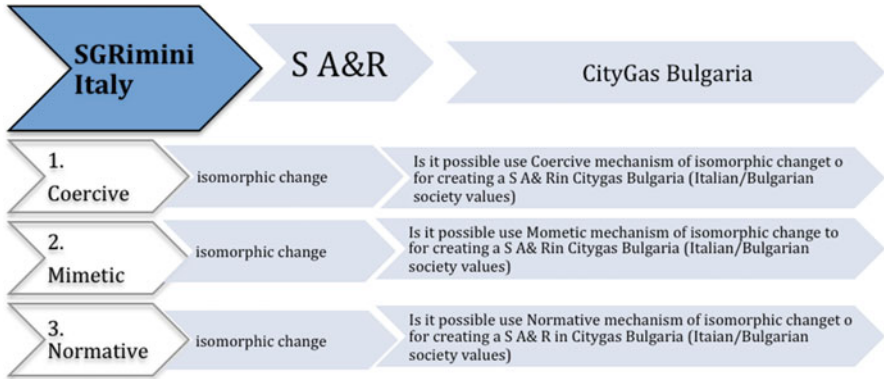 SGRimini
Italy
S A&R
CityGas Bulgaria
1.
Coercive
isomorphic change
Is it possible use Coercive mechanism of isomorphic changet o
for creating a S A& Rin Citygas Bulgaria (Italian/Bulgarian
society values)
2.
Mimetic
isomorphic change
Is it possible use Mometic mechanism of isomorphic change to
for creating a S A& Rin Citygas Bulgaria (Italian/Bulgarian
society values)
3.
Normative
isomorphic change
Is it possible use Normative mechanism of isomorphic changet o
for creating a S A& R in Citygas Bulgaria (Itaian/Bulgarian
society values)